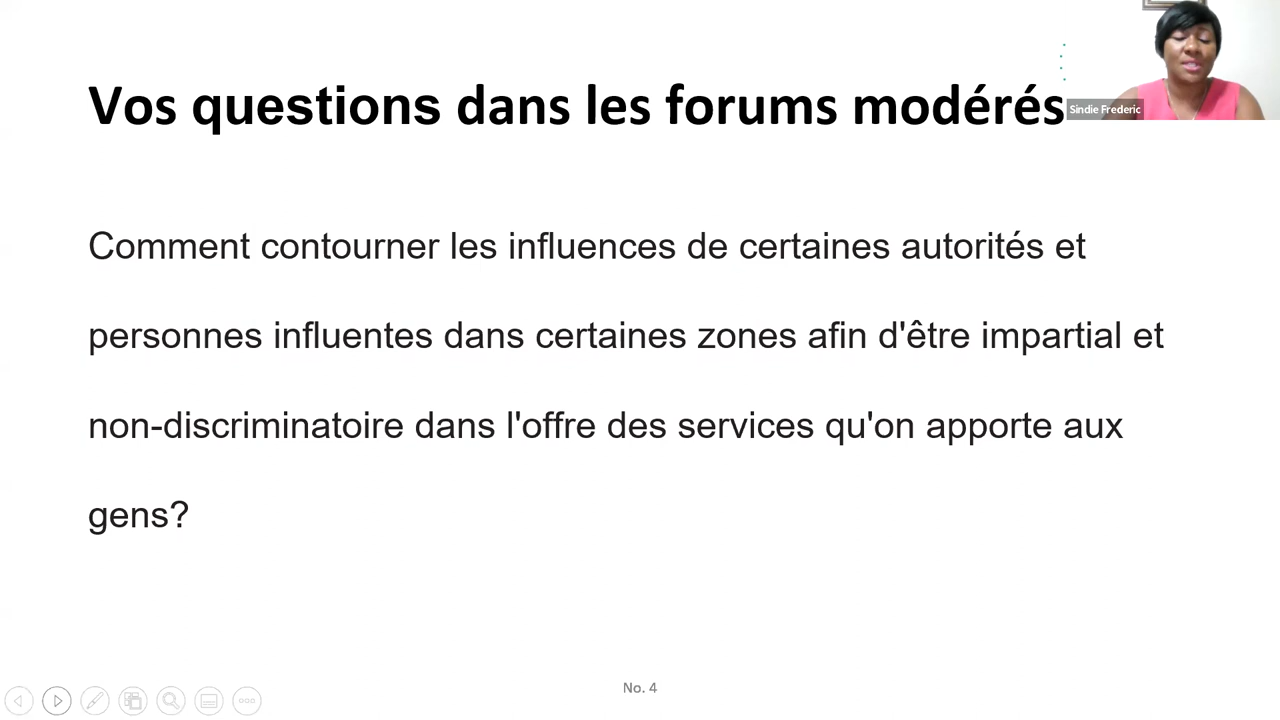 Vos questions dans les forums modérés
Sindie Frederic
Comment contourner les influences de certaines autorités et
personnes influentes dans certaines zones afin d'être impartial et
non-discriminatoire dans l'offre des services qu'on apporte aux
gens?
No. 4